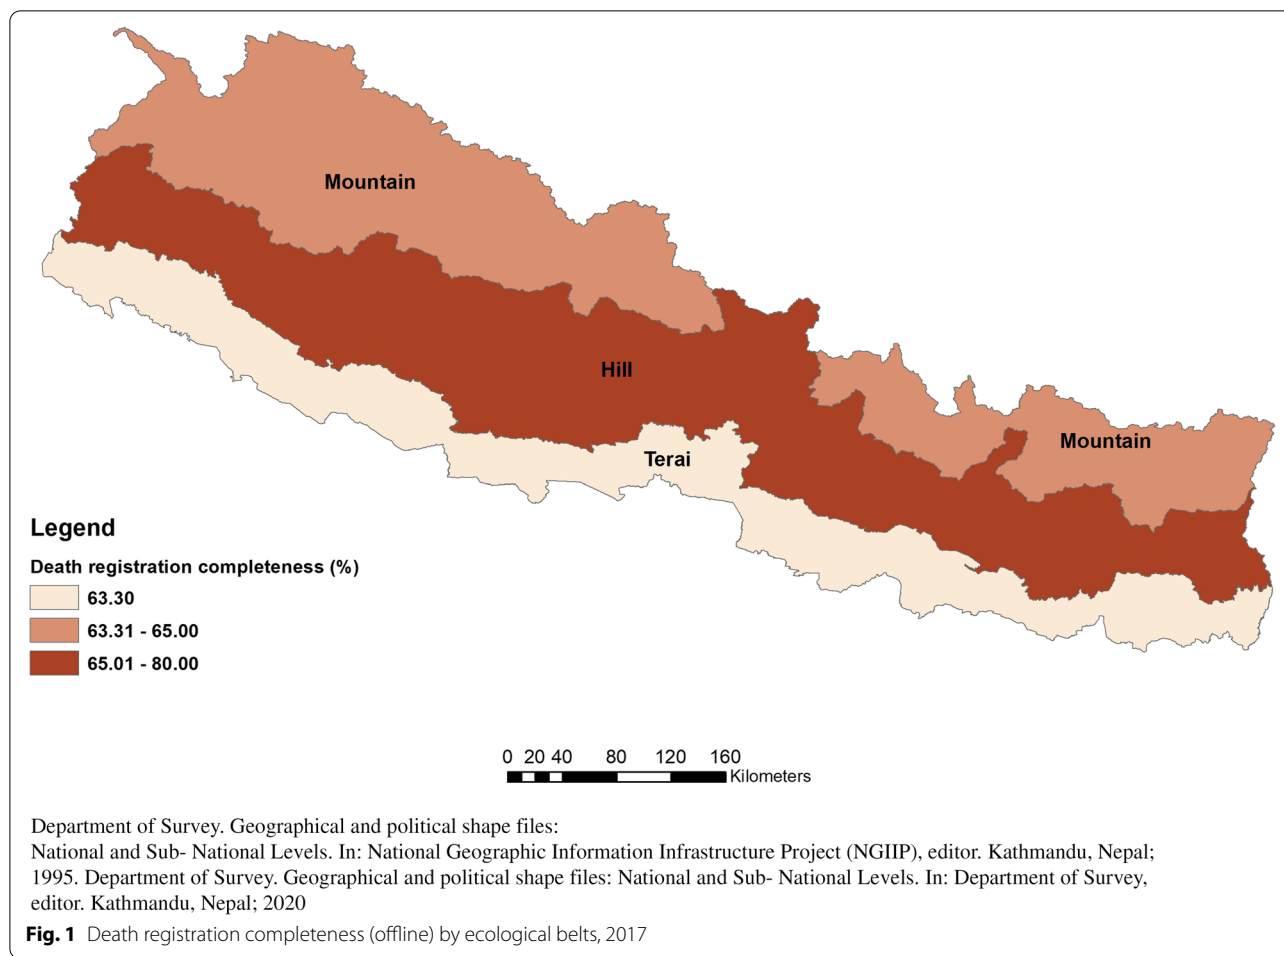 Mountain
Hill
Mountain
Terai
Legend
Death registration completeness (%)
63.30
63.31 - 65.00
65.01 - 80.00
0 20 40 80 120 160
Kilometers
Department of Survey. Geographical and political shape files:
National and Sub- National Levels. In: National Geographic Information Infrastructure Project (NGIIP), editor. Kathmandu, Nepal;
1995. Department of Survey. Geographical and political shape files: National and Sub- National Levels. In: Department of Survey,
editor. Kathmandu, Nepal; 2020
Fig. 1 Death registration completeness (offline) by ecological belts, 2017